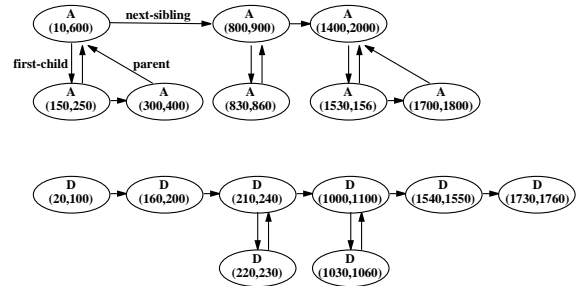 A
(10,600)
next-sibling
A
(800,900)
A
(1400,2000)
first-child
parent
A
(150,250)
A
(300,400)
A
(830,860)
A
(1530,156)
A
(1700,1800)
D
(20,100)
D
(160,200)
D
(210,240)
D
(1000,1100)
D
(1540,1550)
D
(1730,1760)
D
(220,230)
D
(1030,1060)